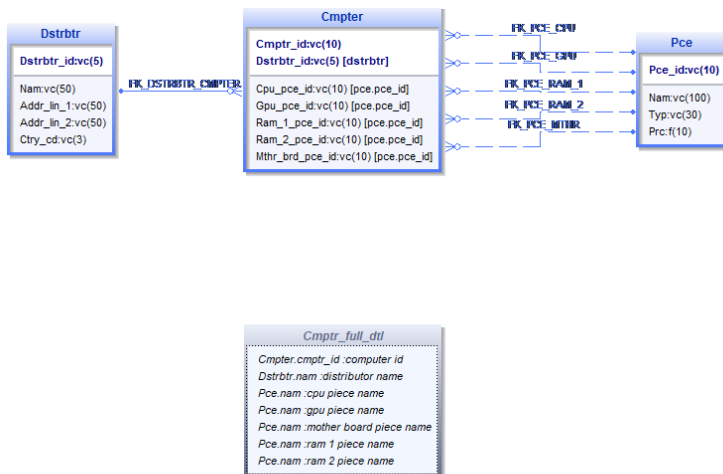 Dstrbtr
Dstrbtr_id:vc(5)
Nam:vc(50)
Addr_lin_1:vc(50)
Addr_lin_2:vc(50)
Ctry_cd:vc(3)
FK_DSTRBTR_CMPTER
Cmpter
Cmptr_id:vc(10)
Dstrbtr_id:vc(5) [dstrbtr]
Cpu_pce_id:vc(10) [pce.pce_id]
Gpu_pce_id:vc(10) [pce.pce_id]
Ram_1_pce_id:vc(10) [pce.pce_id]
Ram_2_pce_id:vc(10) [pce.pce_id]
Mthr_brd_pce_id:vc(10) [pce.pce_id]
FK_PCE_CPU
FK_PCE_GPU
FK_PCE_RAM_1
FK_PCE_RAM_2
FK_PCE_MTHR
Pce
Pce_id:vc(10)
Nam:vc(100)
Typ:vc(30)
Prc:f(10)
Cmptr_full_dtl
Cmpter.cmptr_id :computer id
Dstrbtr.nam :distributor name
Pce.nam :cpu piece name
Pce.nam :gpu piece name
Pce.nam :mother board piece name
Pce.nam :ram 1 piece name
Pce.nam :ram 2 piece name